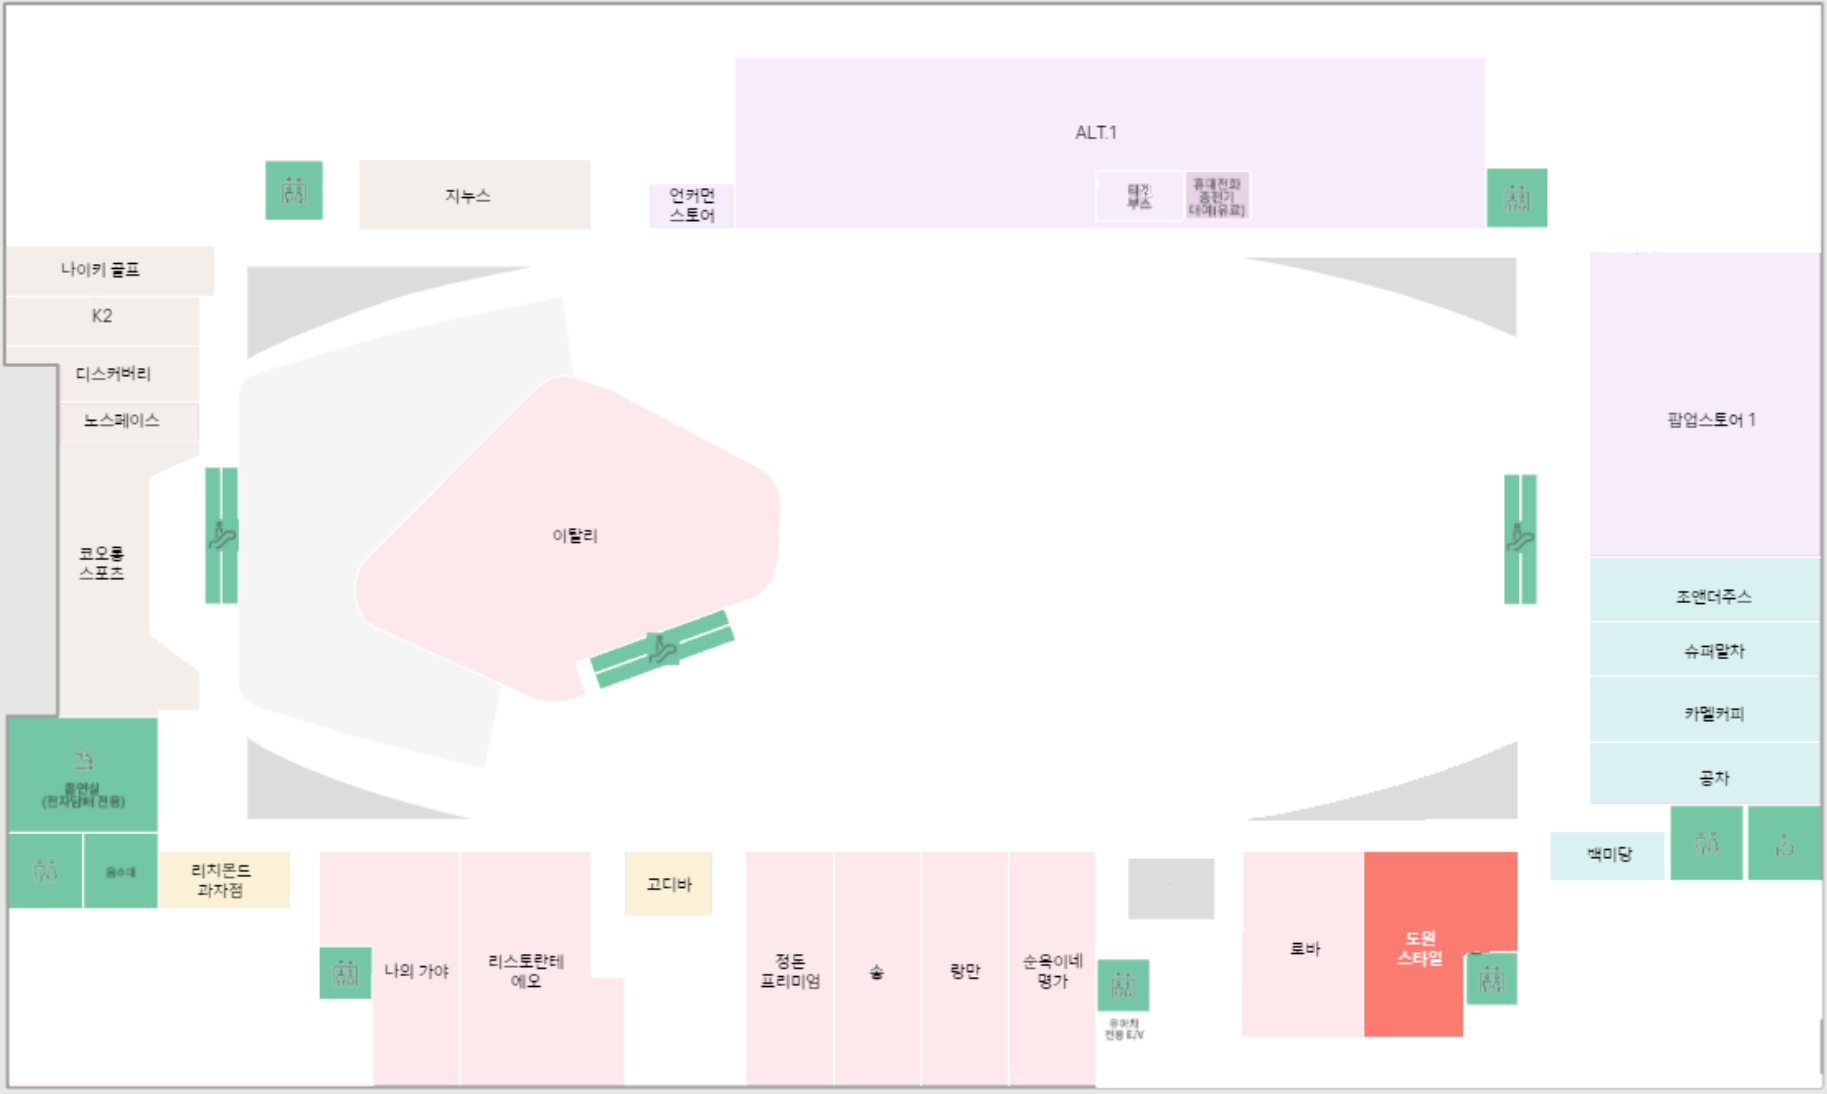 ALT.1
지누스
언커먼
스토어
티켓
부스
휴대전화
충전기
대여(유료)
나이키 골프
K2
디스커버리
노스페이스
코오롱
스포츠
이탈리
팝업스토어 1
조앤더주스
슈퍼말차
카멜커피
공차
흡연실
(전자담배 전용)
음수대
리치몬드
과자점
고디바
백미당
나의 가야
리스토란테
에오
정돈
프리미엄
송
랑만
순옥이네
명가
로바
도원
스타일
유아차
전용 E/V